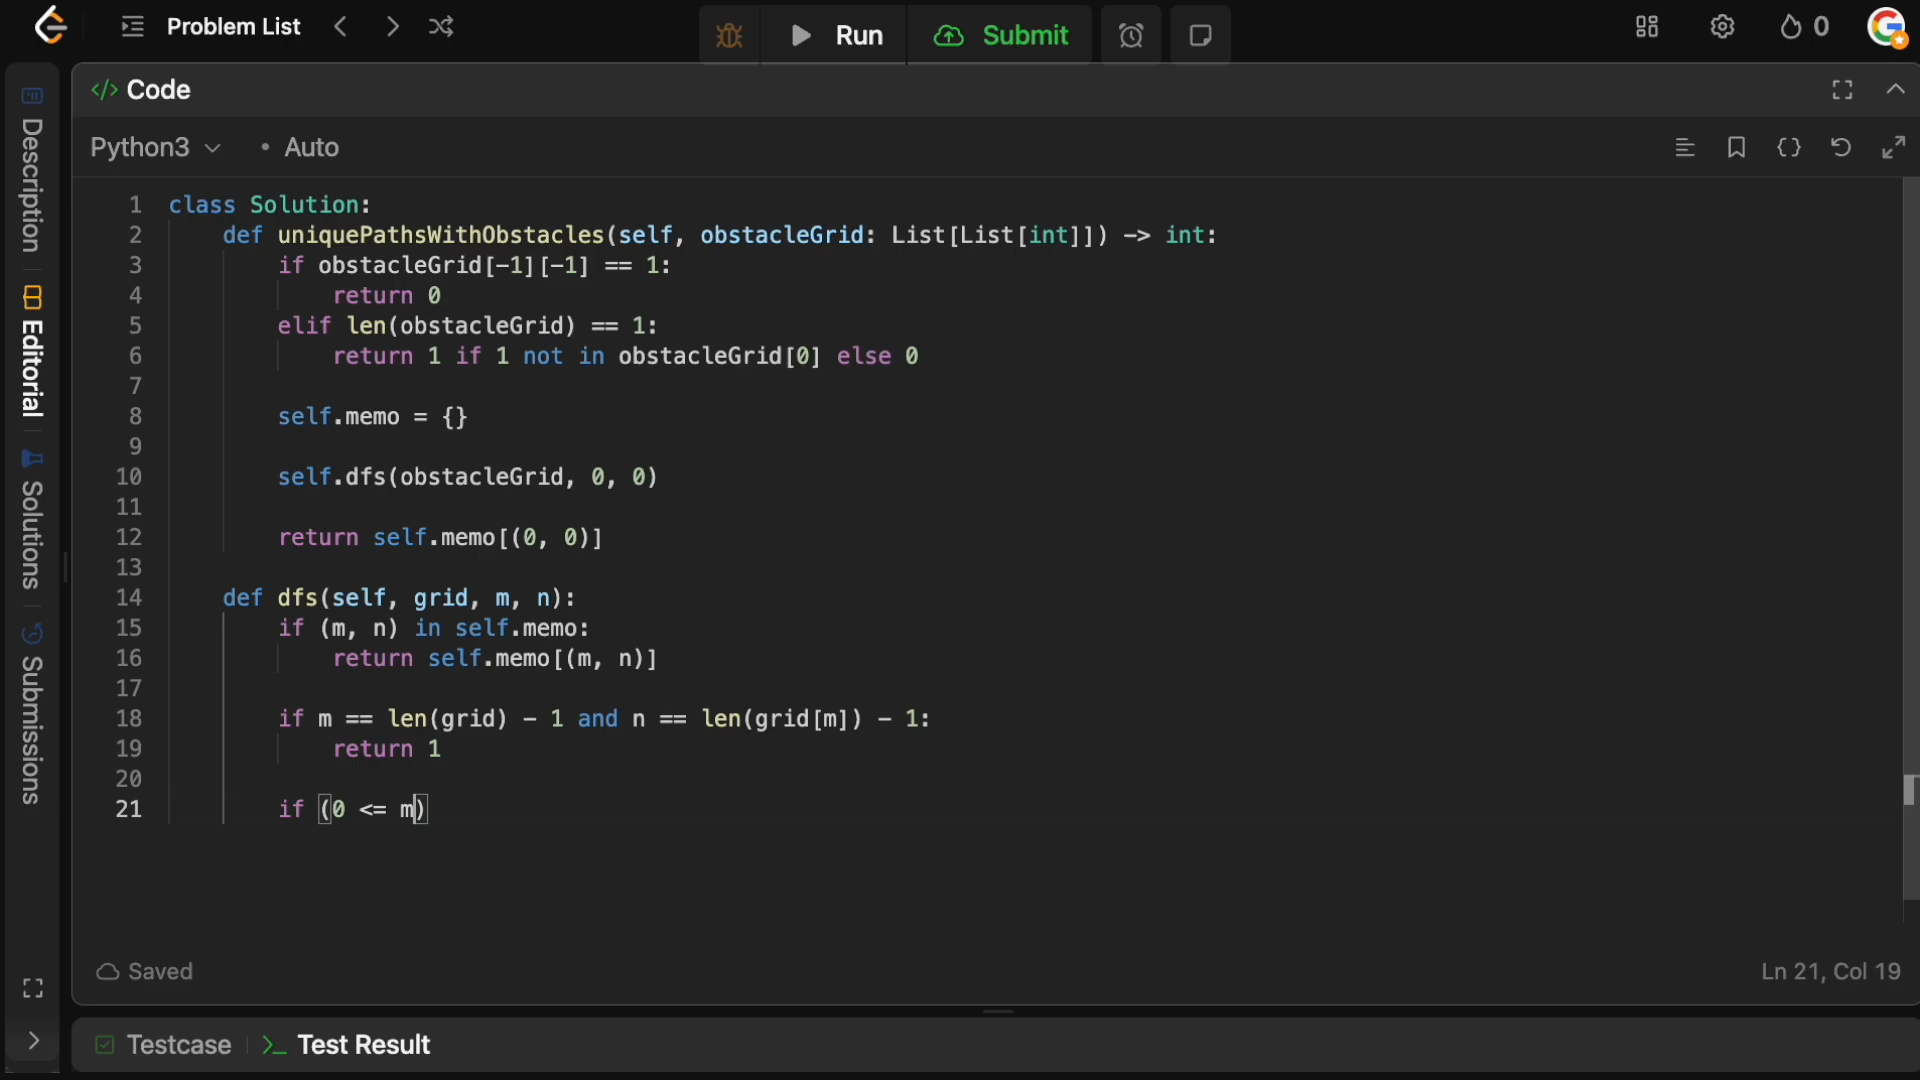 Problem List
Run
Submit
0
Code
Python3
• Auto
Description
Editorial
Solutions
Submissions
1 class Solution:
2 def uniquePathsWithObstacles(self, obstacleGrid: List[List[int]]) -> int:
3 if obstacleGrid[-1][-1] == 1:
4 return 0
5 elif len(obstacleGrid) == 1:
6 return 1 if 1 not in obstacleGrid[0] else 0
7
8 self.memo = {}
9
10 self.dfs(obstacleGrid, 0, 0)
11
12 return self.memo[(0, 0)]
13
14 def dfs(self, grid, m, n):
15 if (m, n) in self.memo:
16 return self.memo[(m, n)]
17
18 if m == len(grid) - 1 and n == len(grid[m]) - 1:
19 return 1
20
21 if (0 <= m)
Saved
Ln 21, Col 19
Testcase
Test Result